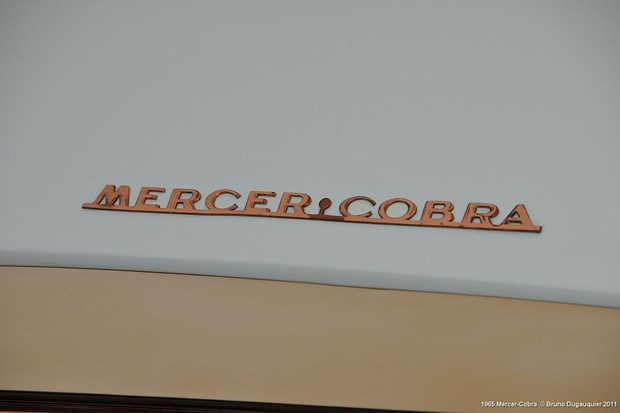 MERCER COBRA
1965 Mercer-Cobra © Bruno Dugauquier 2011